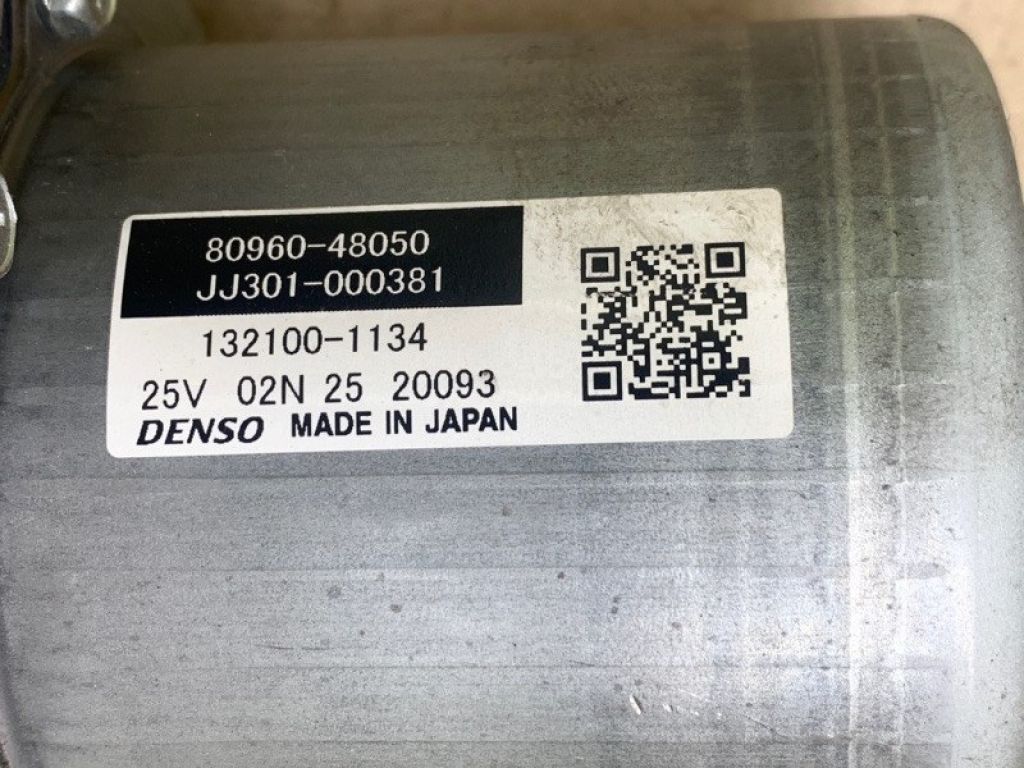 80960-48050
JJ301-000381
132100-1134
25V 02N 25 20093
DENSO MADE IN JAPAN